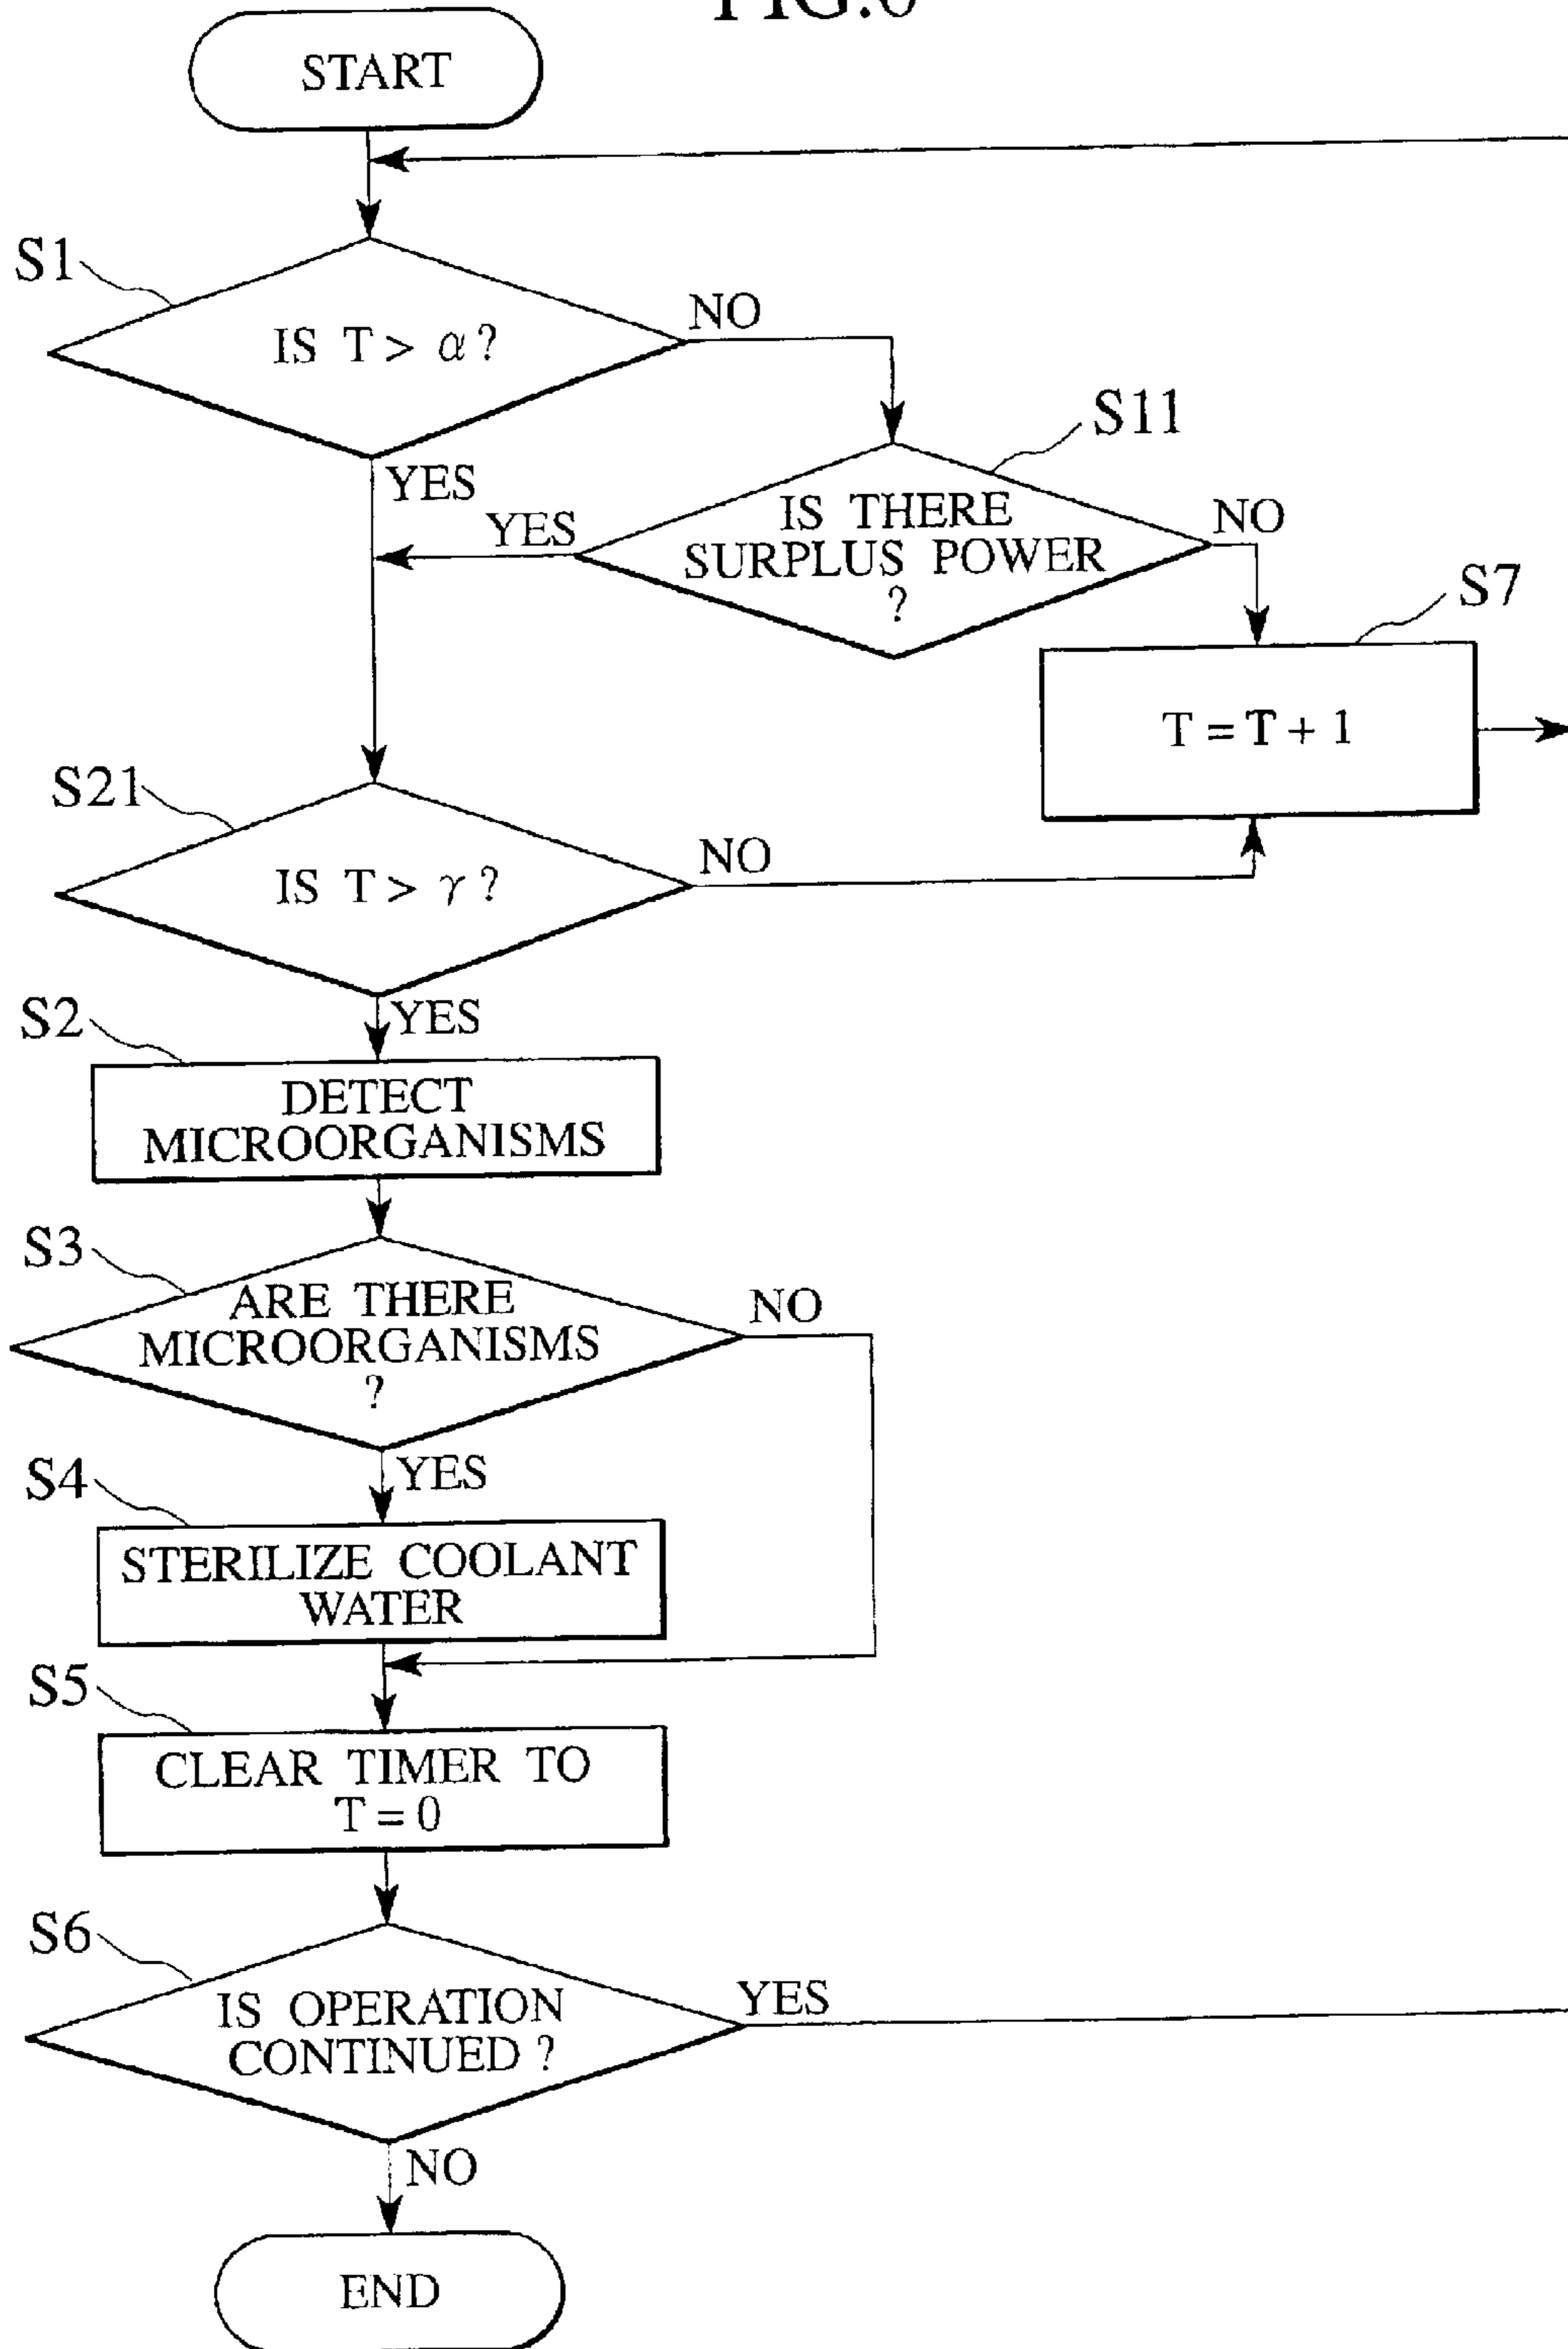 START
S1
IS T > α ?
NO
YES
S11
IS THERE
SURPLUS POWER
?
YES
NO
S7
T = T + 1
S21
IS T > γ ?
NO
YES
S2
DETECT
MICROORGANISMS
S3
ARE THERE
MICROORGANISMS
?
NO
YES
S4
STERILIZE COOLANT
WATER
S5
CLEAR TIMER TO
T = 0
S6
IS OPERATION
CONTINUED ?
YES
NO
END